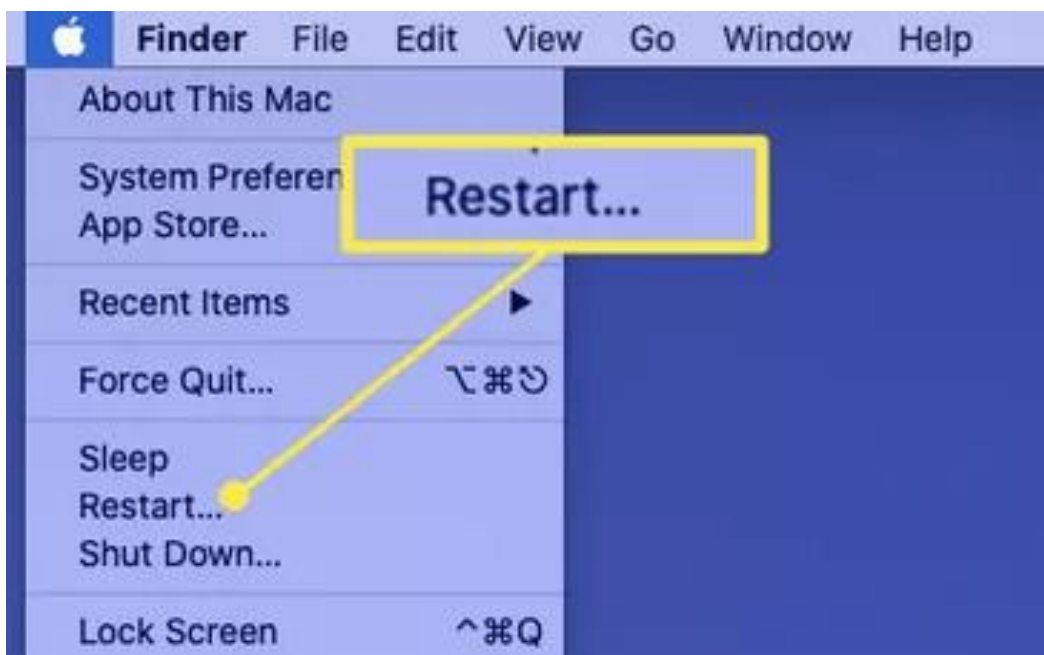 Finder File Edit View Go Window Help
About This Mac
System Preferen
App Store...
Restart...
Recent Items ▶
Force Quit... ⌥⌘⎋
Sleep
Restart...
Shut Down...
Lock Screen ^⌘Q